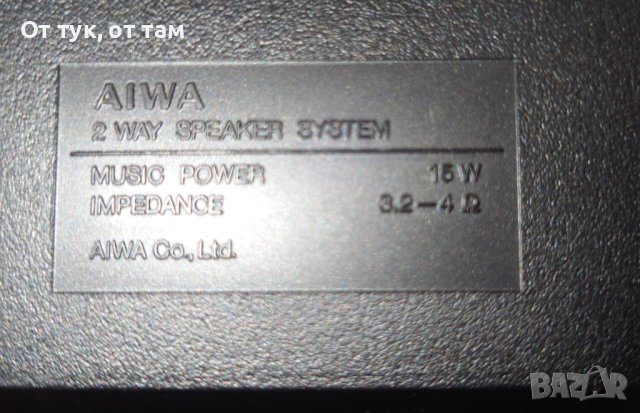 От тук, от там
AIWA
2 WAY SPEAKER SYSTEM
MUSIC POWER 15 W
IMPEDANCE 3.2-4 Ω
AIWA Co., Ltd.
BAZAR